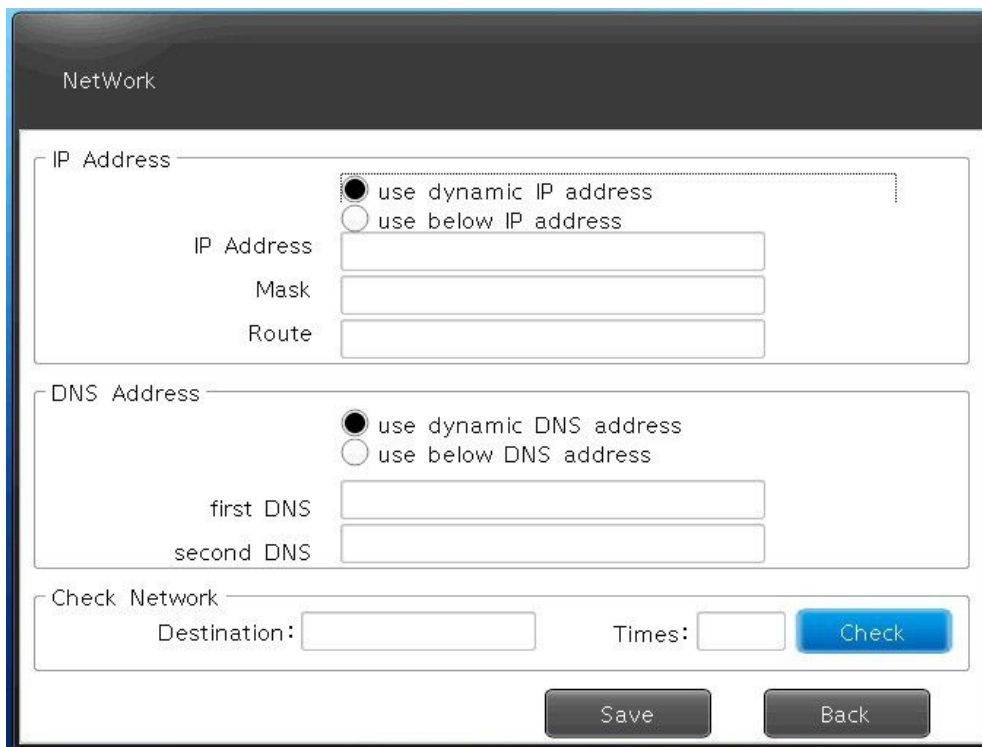 NetWork
IP Address
use dynamic IP address
use below IP address
IP Address
Mask
Route
DNS Address
use dynamic DNS address
use below DNS address
first DNS
second DNS
Check Network
Destination: Times: Check
Save Back